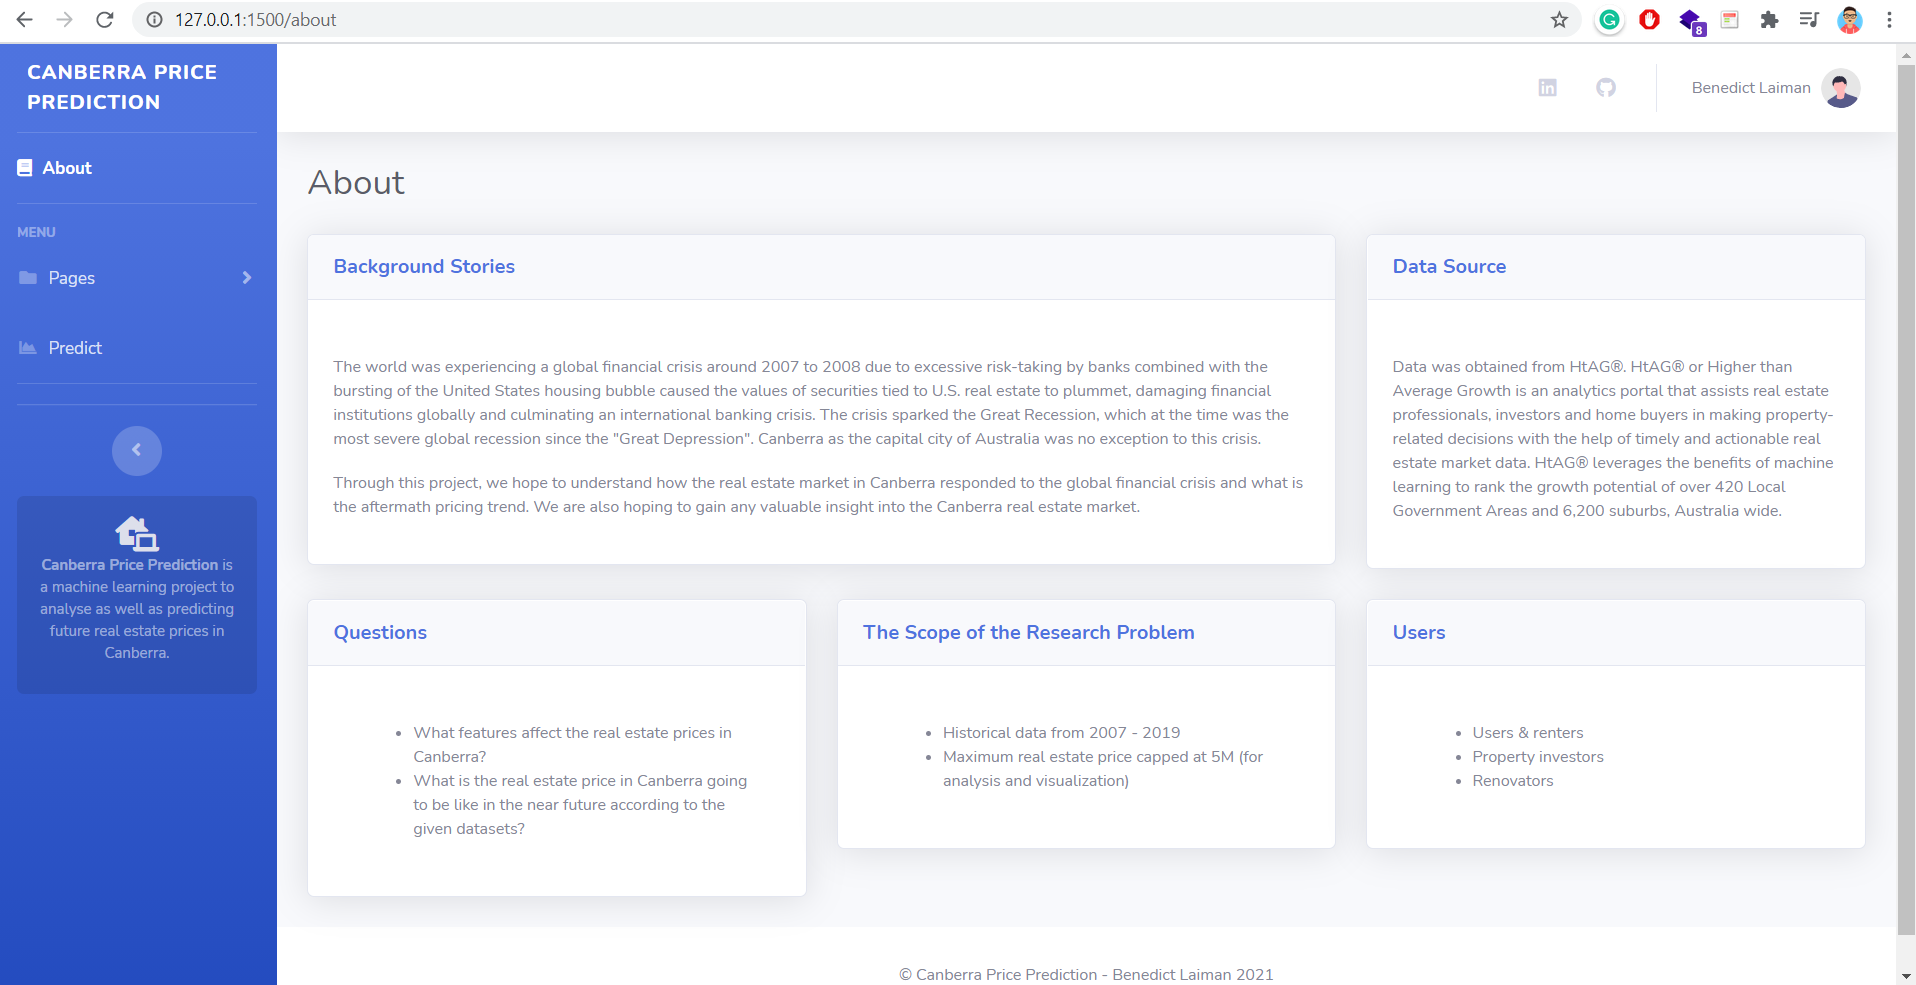 127.0.0.1:1500/about
8
CANBERRA PRICE
PREDICTION
About
MENU
Pages
Predict
Canberra Price Prediction is
a machine learning project to
analyse as well as predicting
future real estate prices in
Canberra.
Benedict Laiman
About
Background Stories
The world was experiencing a global financial crisis around 2007 to 2008 due to excessive risk-taking by banks combined with the
bursting of the United States housing bubble caused the values of securities tied to U.S. real estate to plummet, damaging financial
institutions globally and culminating an international banking crisis. The crisis sparked the Great Recession, which at the time was the
most severe global recession since the "Great Depression". Canberra as the capital city of Australia was no exception to this crisis.
Through this project, we hope to understand how the real estate market in Canberra responded to the global financial crisis and what is
the aftermath pricing trend. We are also hoping to gain any valuable insight into the Canberra real estate market.
Data Source
Data was obtained from HtAG®. HtAG® or Higher than
Average Growth is an analytics portal that assists real estate
professionals, investors and home buyers in making property-
related decisions with the help of timely and actionable real
estate market data. HtAG® leverages the benefits of machine
learning to rank the growth potential of over 420 Local
Government Areas and 6,200 suburbs, Australia wide.
Questions
• What features affect the real estate prices in
Canberra?
• What is the real estate price in Canberra going
to be like in the near future according to the
given datasets?
The Scope of the Research Problem
• Historical data from 2007 - 2019
• Maximum real estate price capped at 5M (for
analysis and visualization)
Users
• Users & renters
• Property investors
• Renovators
© Canberra Price Prediction - Benedict Laiman 2021